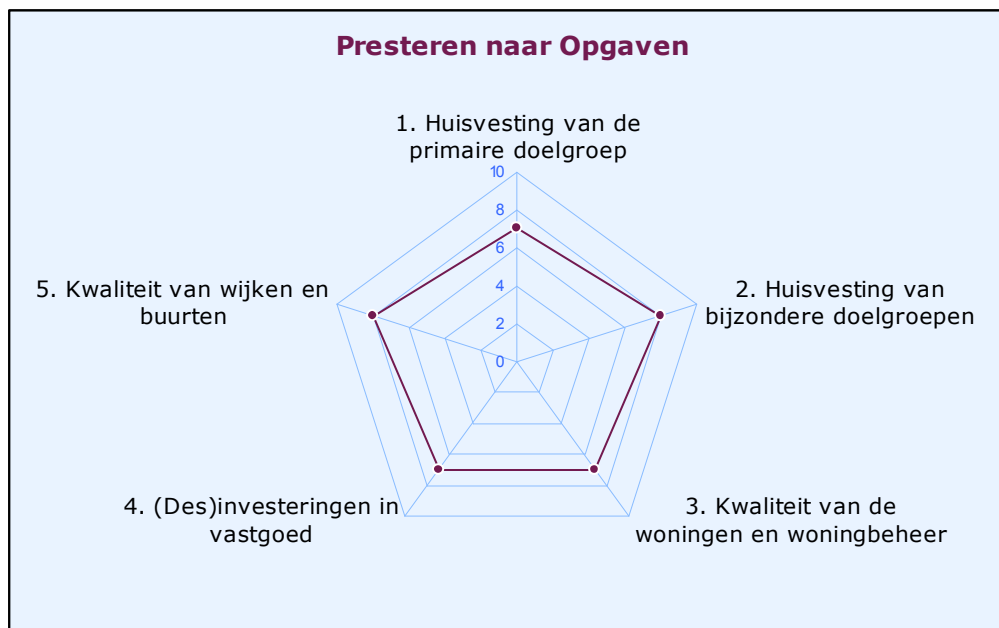 Presteren naar Opgaven
1. Huisvesting van de
primaire doelgroep
10
8
6
4
2
0
5. Kwaliteit van wijken en
buurten
2. Huisvesting van
bijzondere doelgroepen
4. (Des)investeringen in
vastgoed
3. Kwaliteit van de
woningen en woningbeheer